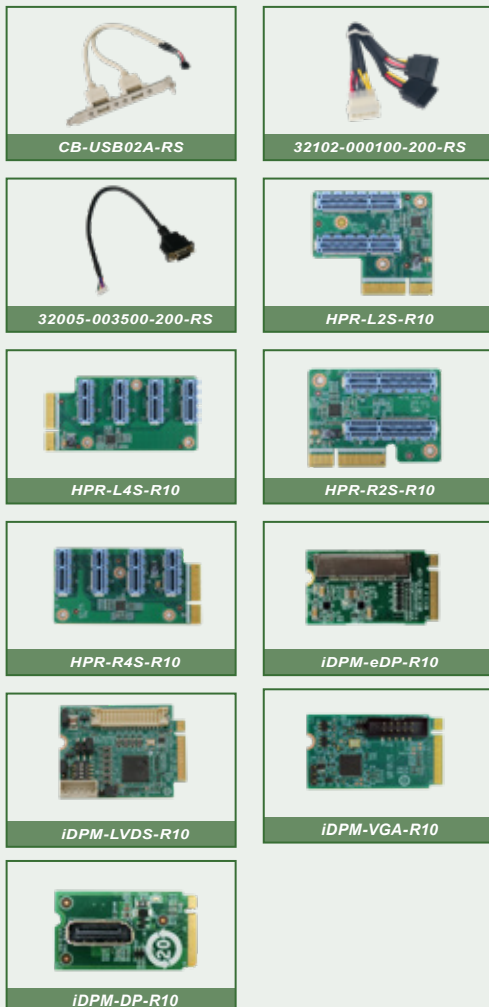 CB-USB02A-RS
32102-000100-200-RS
32005-003500-200-RS
HPR-L2S-R10
HPR-L4S-R10
HPR-R2S-R10
HPR-R4S-R10
iDPM-eDP-R10
iDPM-LVDS-R10
iDPM-VGA-R10
20
iDPM-DP-R10